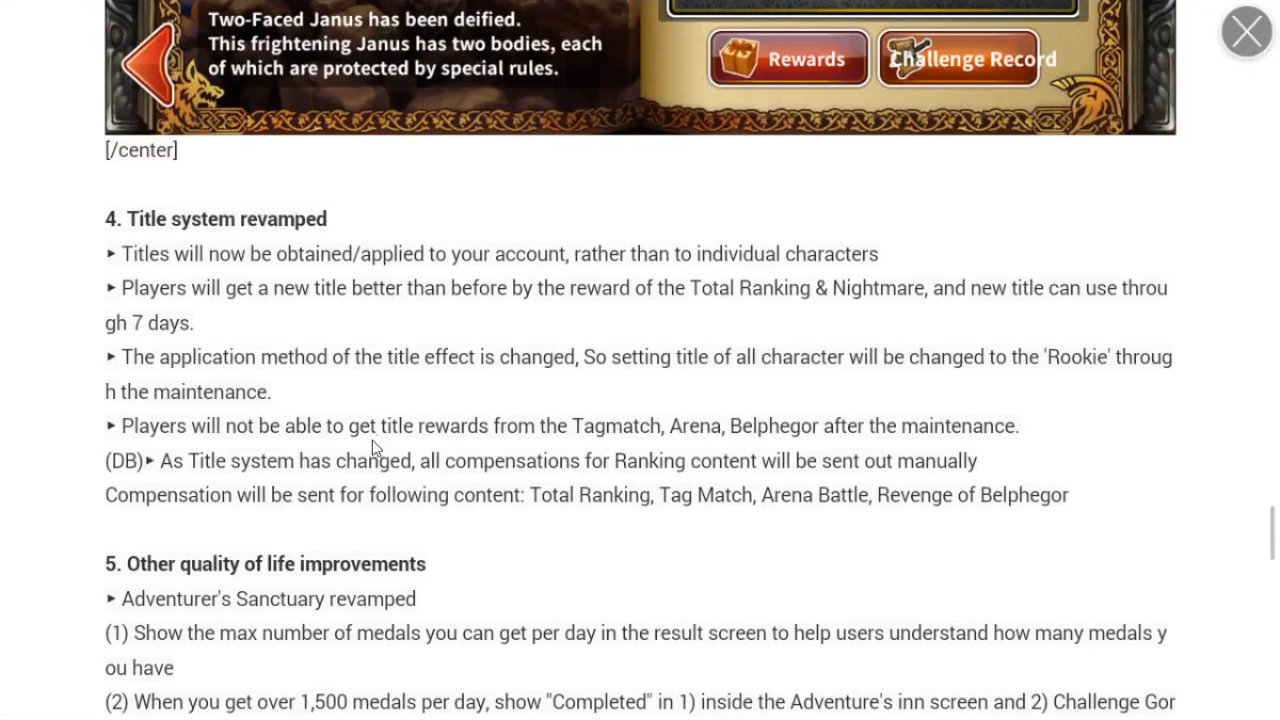 Two-Faced Janus has been deified.
This frightening Janus has two bodies, each
of which are protected by special rules.
Rewards
Challenge Record
[/center]
4. Title system revamped
‣ Titles will now be obtained/applied to your account, rather than to individual characters
‣ Players will get a new title better than before by the reward of the Total Ranking & Nightmare, and new title can use throu
gh 7 days.
‣ The application method of the title effect is changed, So setting title of all character will be changed to the 'Rookie' throug
h the maintenance.
‣ Players will not be able to get title rewards from the Tagmatch, Arena, Belphegor after the maintenance.
(DB)‣ As Title system has changed, all compensations for Ranking content will be sent out manually
Compensation will be sent for following content: Total Ranking, Tag Match, Arena Battle, Revenge of Belphegor
5. Other quality of life improvements
‣ Adventurer's Sanctuary revamped
(1) Show the max number of medals you can get per day in the result screen to help users understand how many medals y
ou have
(2) When you get over 1,500 medals per day, show "Completed" in 1) inside the Adventure's inn screen and 2) Challenge Gor